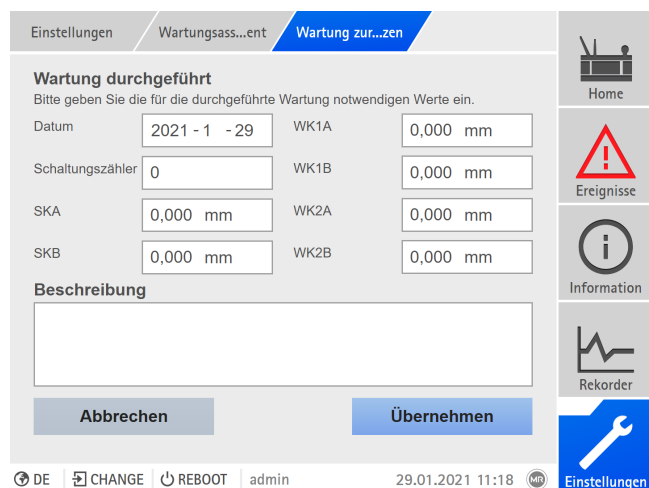 Einstellungen
Wartungsass...ent
Wartung zur...zen
Wartung durchgeführt
Bitte geben Sie die für die durchgeführte Wartung notwendigen Werte ein.
Datum 2021 - 1 - 29 WK1A 0,000 mm
Schaltungszähler 0 WK1B 0,000 mm
SKA 0,000 mm WK2A 0,000 mm
SKB 0,000 mm WK2B 0,000 mm
Beschreibung
Abbrechen Übernehmen
DE CHANGE REBOOT admin 29.01.2021 11:18 MR
Home
Ereignisse
Information
Rekorder
Einstellungen